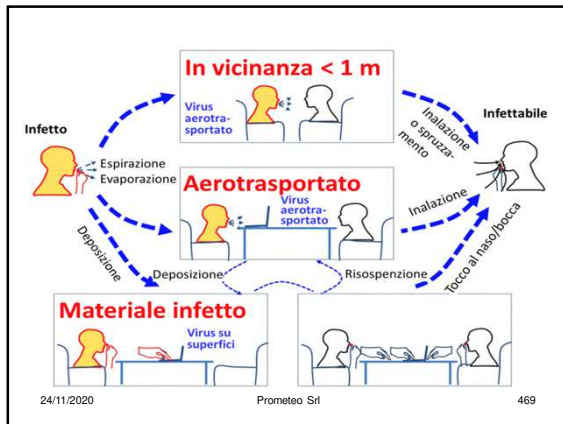 In vicinanza < 1 m
Virus
aerotra-
sportato
Infetto
Infettabile
Inalazione
o spruzza-
mento
Espirazione
Evaporazione
Aerotrasportato
Virus
aerotra-
sportato
Inalazione
Deposizione
Deposizione
Risospenzione
Tocco al naso/bocca
Materiale infetto
Virus su
superfici
24/11/2020
Prometeo Srl
469